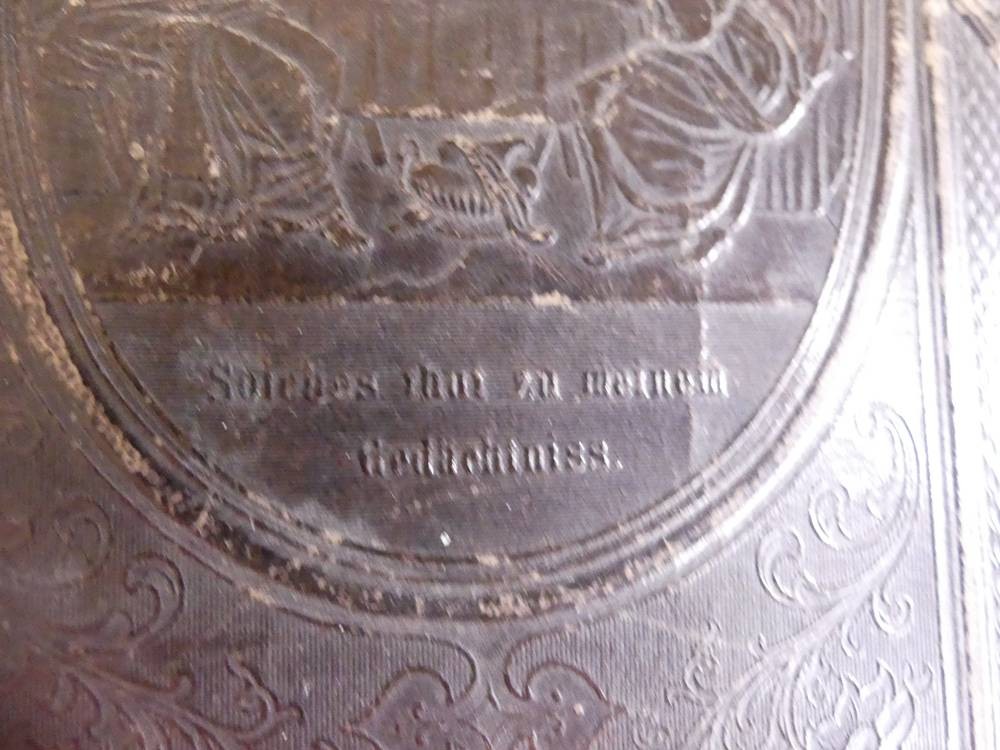 Solches thut zu meinem
Gedächtniss.